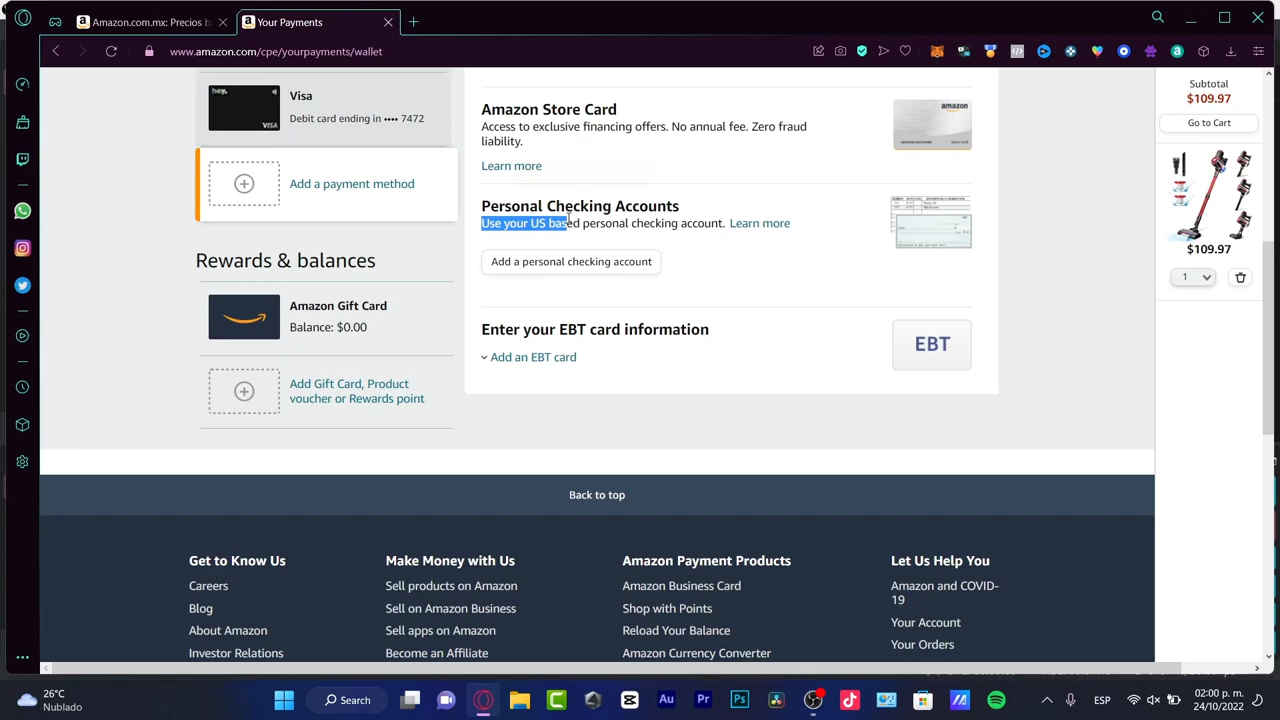 Amazon.com.mx: Precios b
Your Payments
www.amazon.com/cpe/yourpayments/wallet
hey,
VISA
Visa
Debit card ending in •••• 7472
Add a payment method
Rewards & balances
Amazon Gift Card
Balance: $0.00
Add Gift Card, Product
voucher or Rewards point
Amazon Store Card
Access to exclusive financing offers. No annual fee. Zero fraud
liability.
Learn more
amazon
Personal Checking Accounts
Use your US based personal checking account. Learn more
Add a personal checking account
Enter your EBT card information
Add an EBT card
EBT
Subtotal
$109.97
Go to Cart
$109.97
1
Back to top
Get to Know Us
Careers
Blog
About Amazon
Investor Relations
Make Money with Us
Sell products on Amazon
Sell on Amazon Business
Sell apps on Amazon
Become an Affiliate
Amazon Payment Products
Amazon Business Card
Shop with Points
Reload Your Balance
Amazon Currency Converter
Let Us Help You
Amazon and COVID-
19
Your Account
Your Orders
26°C
Nublado
Search
Au
Pr
Ps
ESP
02:00 p. m.
24/10/2022